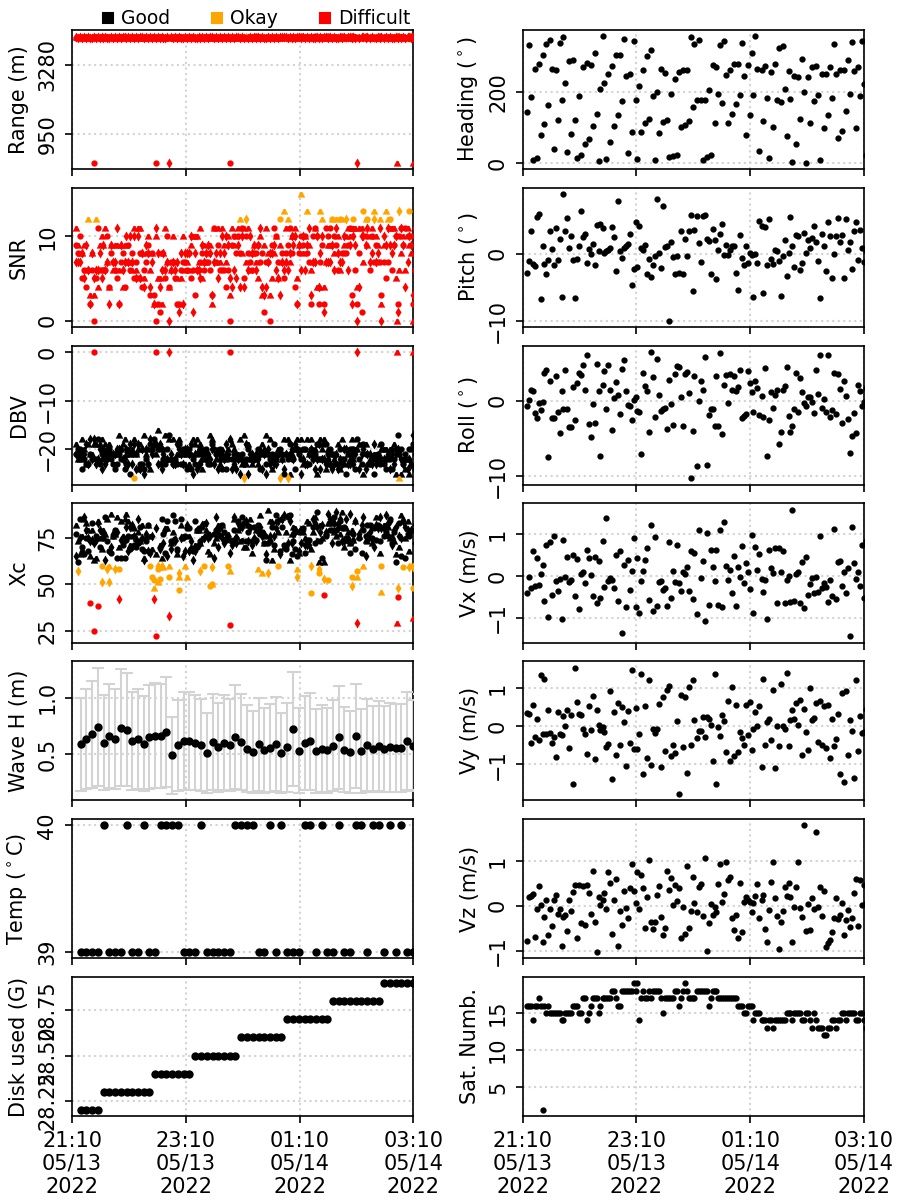 Good Okay Difficult
Range (m)
3280
950
Heading (°)
200
0
SNR
10
0
Pitch (°)
0
−10
DBV
0
−10
−20
Roll (°)
0
−10
Xc
75
50
25
Vx (m/s)
1
0
−1
Wave H (m)
1.0
0.5
Vy (m/s)
1
0
−1
Temp (°C)
40
39
Vz (m/s)
1
0
−1
Disk used (G)
28.75
28.50
28.25
Sat. Numb.
15
10
5
21:10 23:10 01:10 03:10
05/13 05/13 05/14 05/14
2022 2022 2022 2022
21:10 23:10 01:10 03:10
05/13 05/13 05/14 05/14
2022 2022 2022 2022